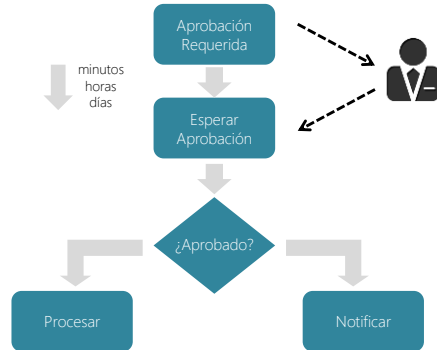 Aprobación
Requerida
minutos
horas
días
Esperar
Aprobación
¿Aprobado?
Procesar
Notificar